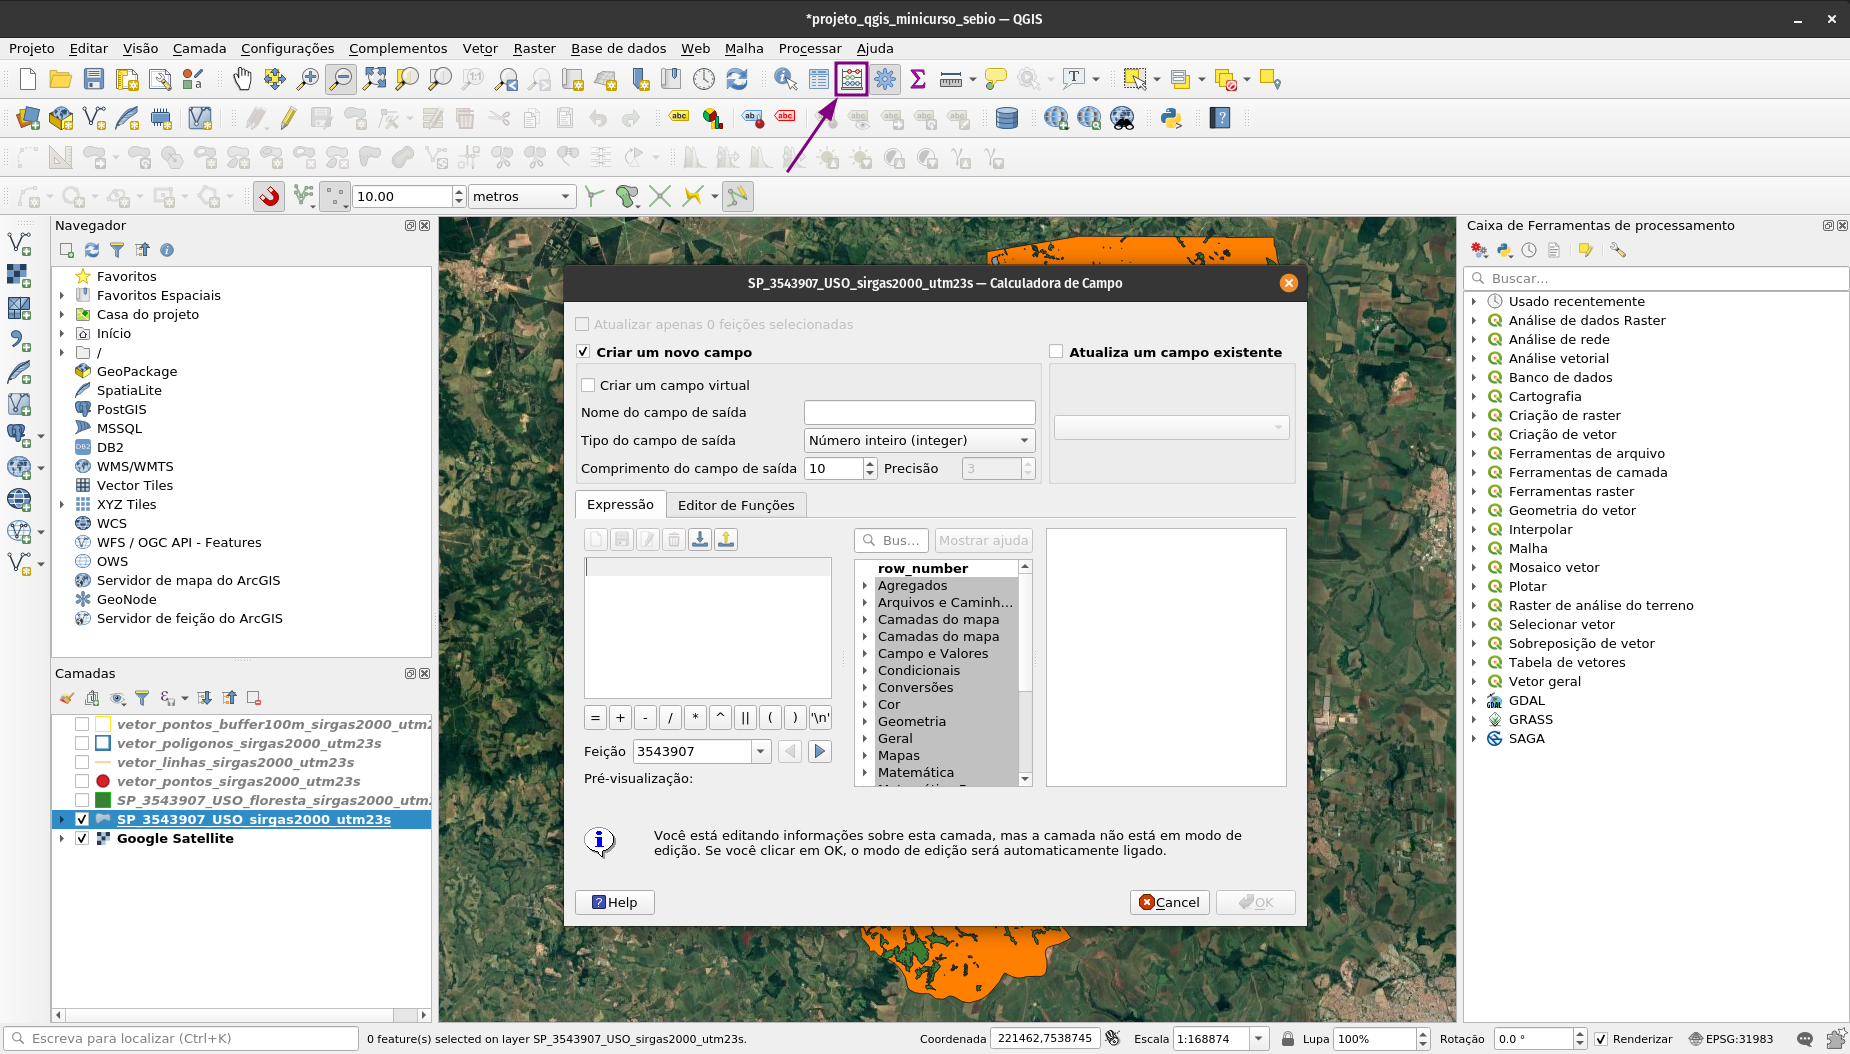 *projeto_qgis_minicurso_sebio — QGIS
Projeto Editar Visão Camada Configurações Complementos Vetor Raster Base de dados Web Malha Processar Ajuda
10.00 metros
Navegador
Favoritos
Favoritos Espaciais
Casa do projeto
Início
/
GeoPackage
SpatiaLite
PostGIS
MSSQL
DB2
WMS/WMTS
Vector Tiles
XYZ Tiles
WCS
WFS / OGC API - Features
OWS
Servidor de mapa do ArcGIS
GeoNode
Servidor de feição do ArcGIS
Camadas
vetor_pontos_buffer100m_sirgas2000_utm2
vetor_poligonos_sirgas2000_utm23s
vetor_linhas_sirgas2000_utm23s
vetor_pontos_sirgas2000_utm23s
SP_3543907_USO_floresta_sirgas2000_utm2
SP_3543907_USO_sirgas2000_utm23s
Google Satellite
SP_3543907_USO_sirgas2000_utm23s — Calculadora de Campo
Atualizar apenas 0 feições selecionadas
Criar um novo campo
Atualiza um campo existente
Criar um campo virtual
Nome do campo de saída
Tipo do campo de saída Número inteiro (integer)
Comprimento do campo de saída 10 Precisão 3
Expressão Editor de Funções
Bus… Mostrar ajuda
row_number
Agregados
Arquivos e Caminh…
Camadas do mapa
Camadas do mapa
Campo e Valores
Condicionais
Conversões
Cor
Geometria
Geral
Mapas
Matemática
= + - / * ^ || ( ) '\n'
Feição 3543907
Pré-visualização:
Você está editando informações sobre esta camada, mas a camada não está em modo de
edição. Se você clicar em OK, o modo de edição será automaticamente ligado.
Help Cancel OK
Caixa de Ferramentas de processamento
Buscar…
Usado recentemente
Análise de dados Raster
Análise de rede
Análise vetorial
Banco de dados
Cartografia
Criação de raster
Criação de vetor
Ferramentas de arquivo
Ferramentas de camada
Ferramentas raster
Geometria do vetor
Interpolar
Malha
Mosaico vetor
Plotar
Raster de análise do terreno
Selecionar vetor
Sobreposição de vetor
Tabela de vetores
Vetor geral
GDAL
GRASS
SAGA
Escreva para localizar (Ctrl+K) 0 feature(s) selected on layer SP_3543907_USO_sirgas2000_utm23s. Coordenada 221462,7538745 Escala 1:168874 Lupa 100% Rotação 0.0 ° Renderizar EPSG:31983